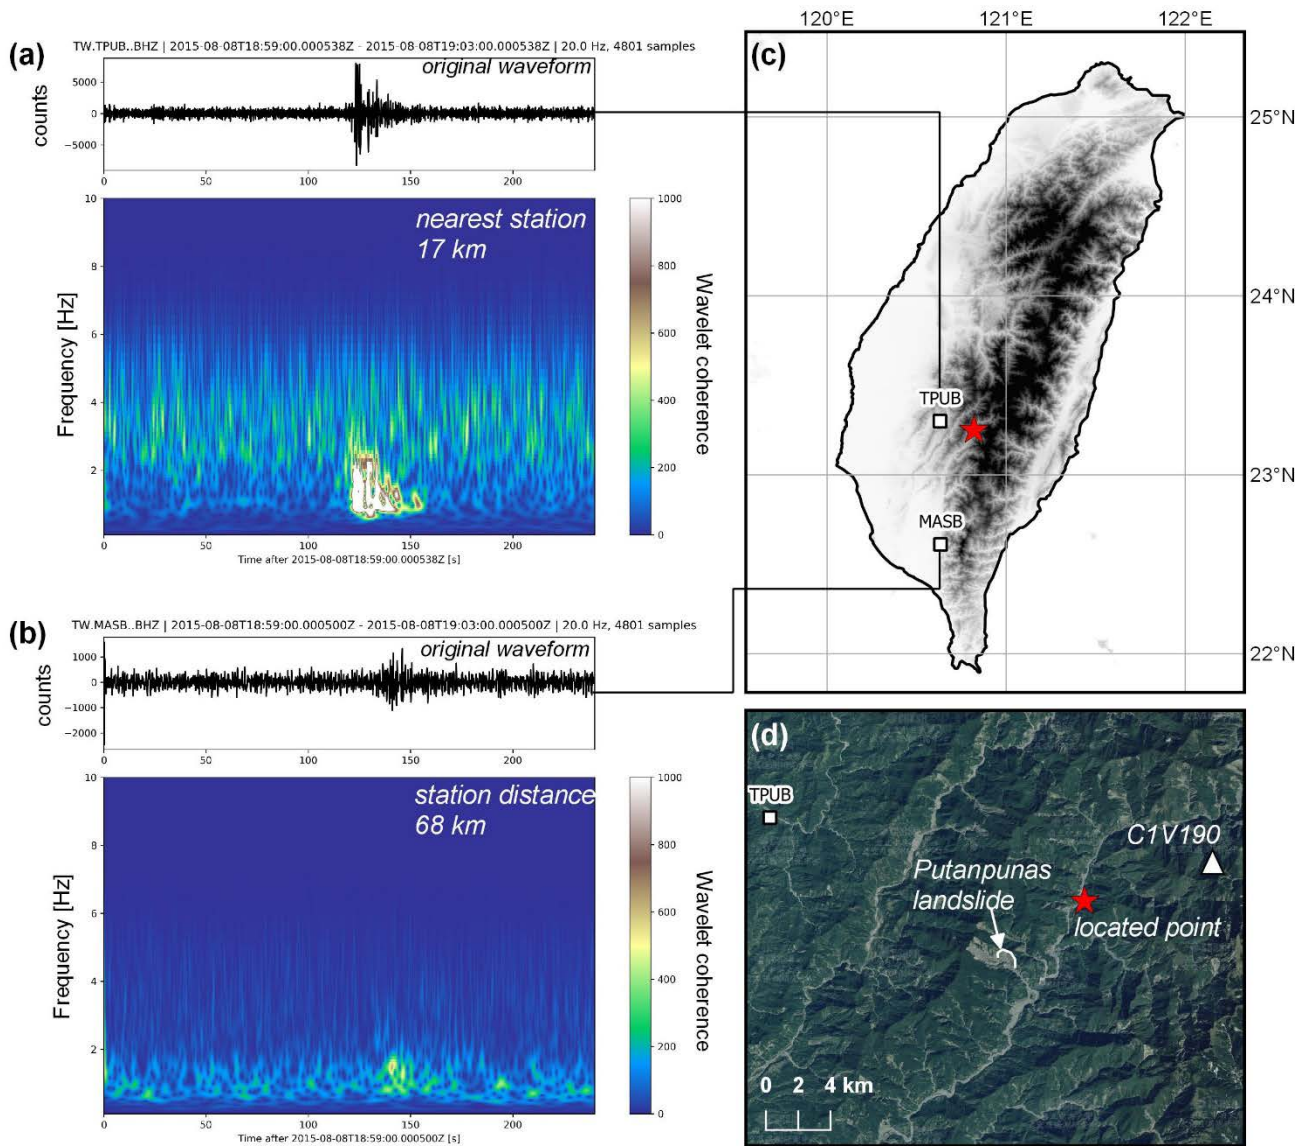 (a)
TW.TPUB..BHZ | 2015-08-08T18:59:00.000538Z - 2015-08-08T19:03:00.000538Z | 20.0 Hz, 4801 samples
original waveform
counts
5000
0
−5000
0 50 100 150 200
nearest station
17 km
Frequency [Hz]
10
8
6
4
2
0 50 100 150 200
Time after 2015-08-08T18:59:00.000538Z [s]
1000
800
600
400
200
0
Wavelet coherence
(b)
TW.MASB..BHZ | 2015-08-08T18:59:00.000500Z - 2015-08-08T19:03:00.000500Z | 20.0 Hz, 4801 samples
original waveform
counts
1000
0
−1000
−2000
0 50 100 150 200
station distance
68 km
Frequency [Hz]
10
8
6
4
2
0 50 100 150 200
Time after 2015-08-08T18:59:00.000500Z [s]
1000
800
600
400
200
0
Wavelet coherence
120°E 121°E 122°E
(c)
25°N
24°N
23°N
22°N
TPUB
MASB
(d)
TPUB
C1V190
Putanpunas
landslide
located point
0 2 4 km